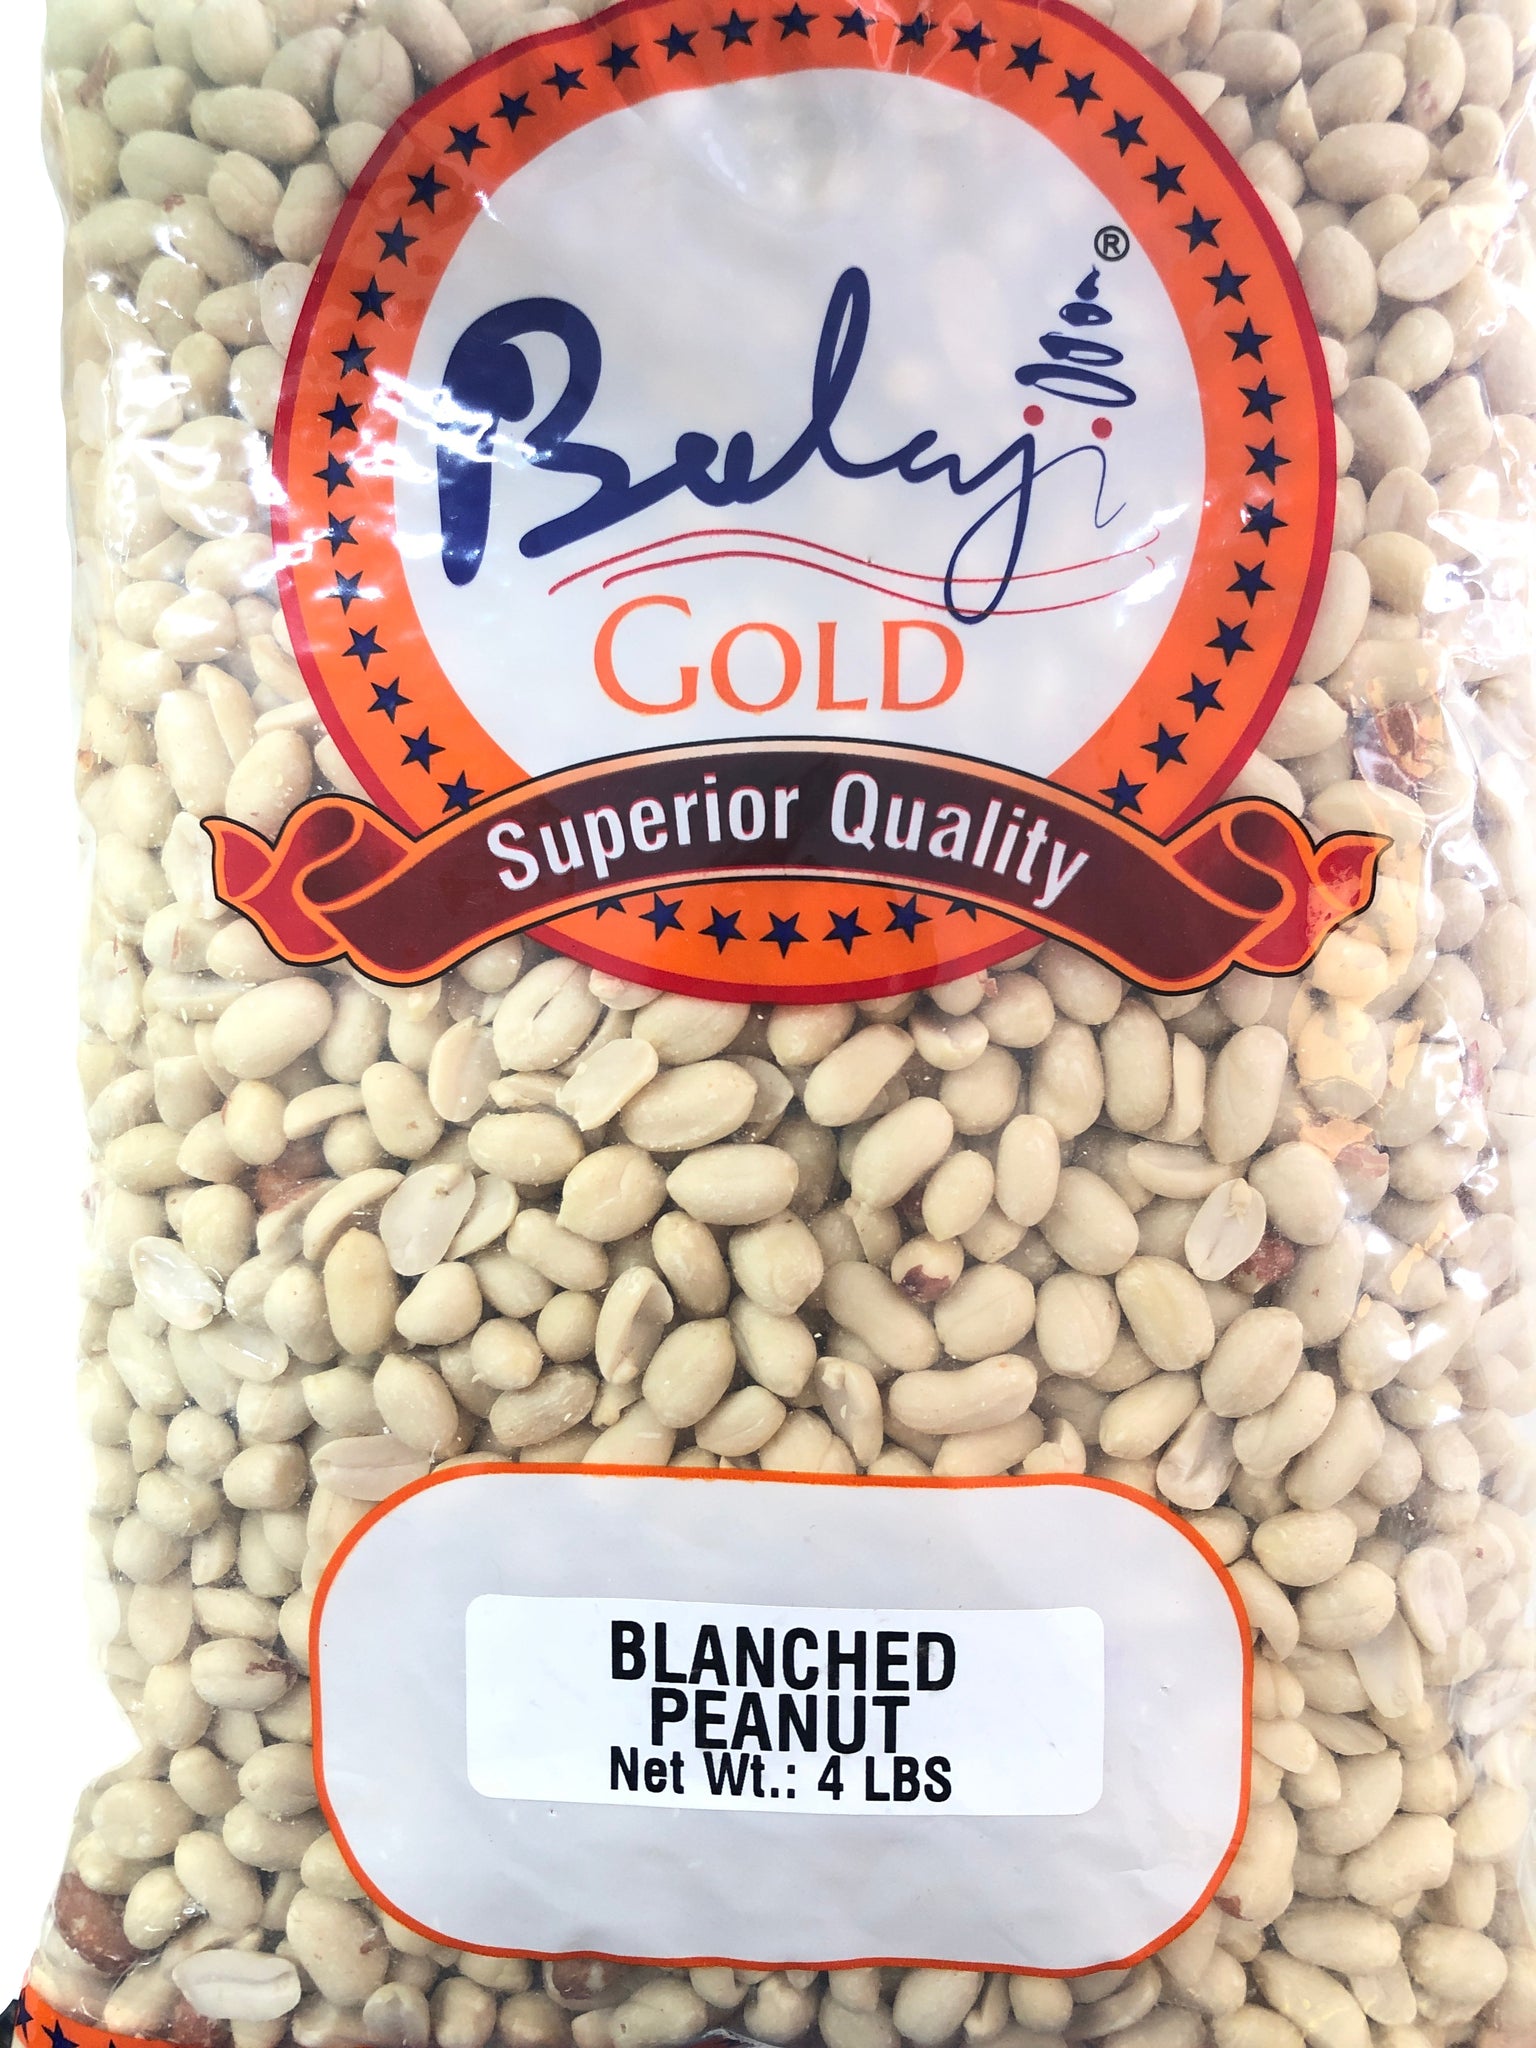 Balaji®
GOLD
Superior Quality
BLANCHED
PEANUT
Net Wt.: 4 LBS